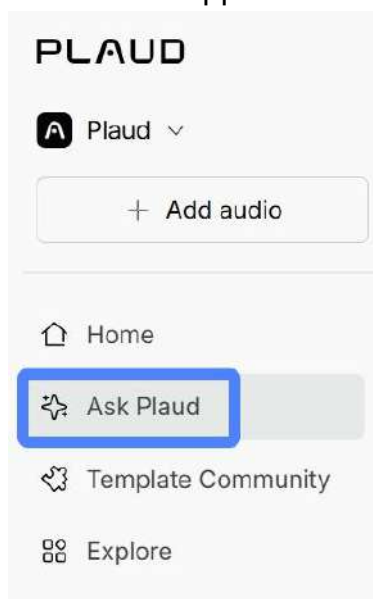 PLAUD
Plaud
+ Add audio
Home
Ask Plaud
Template Community
Explore